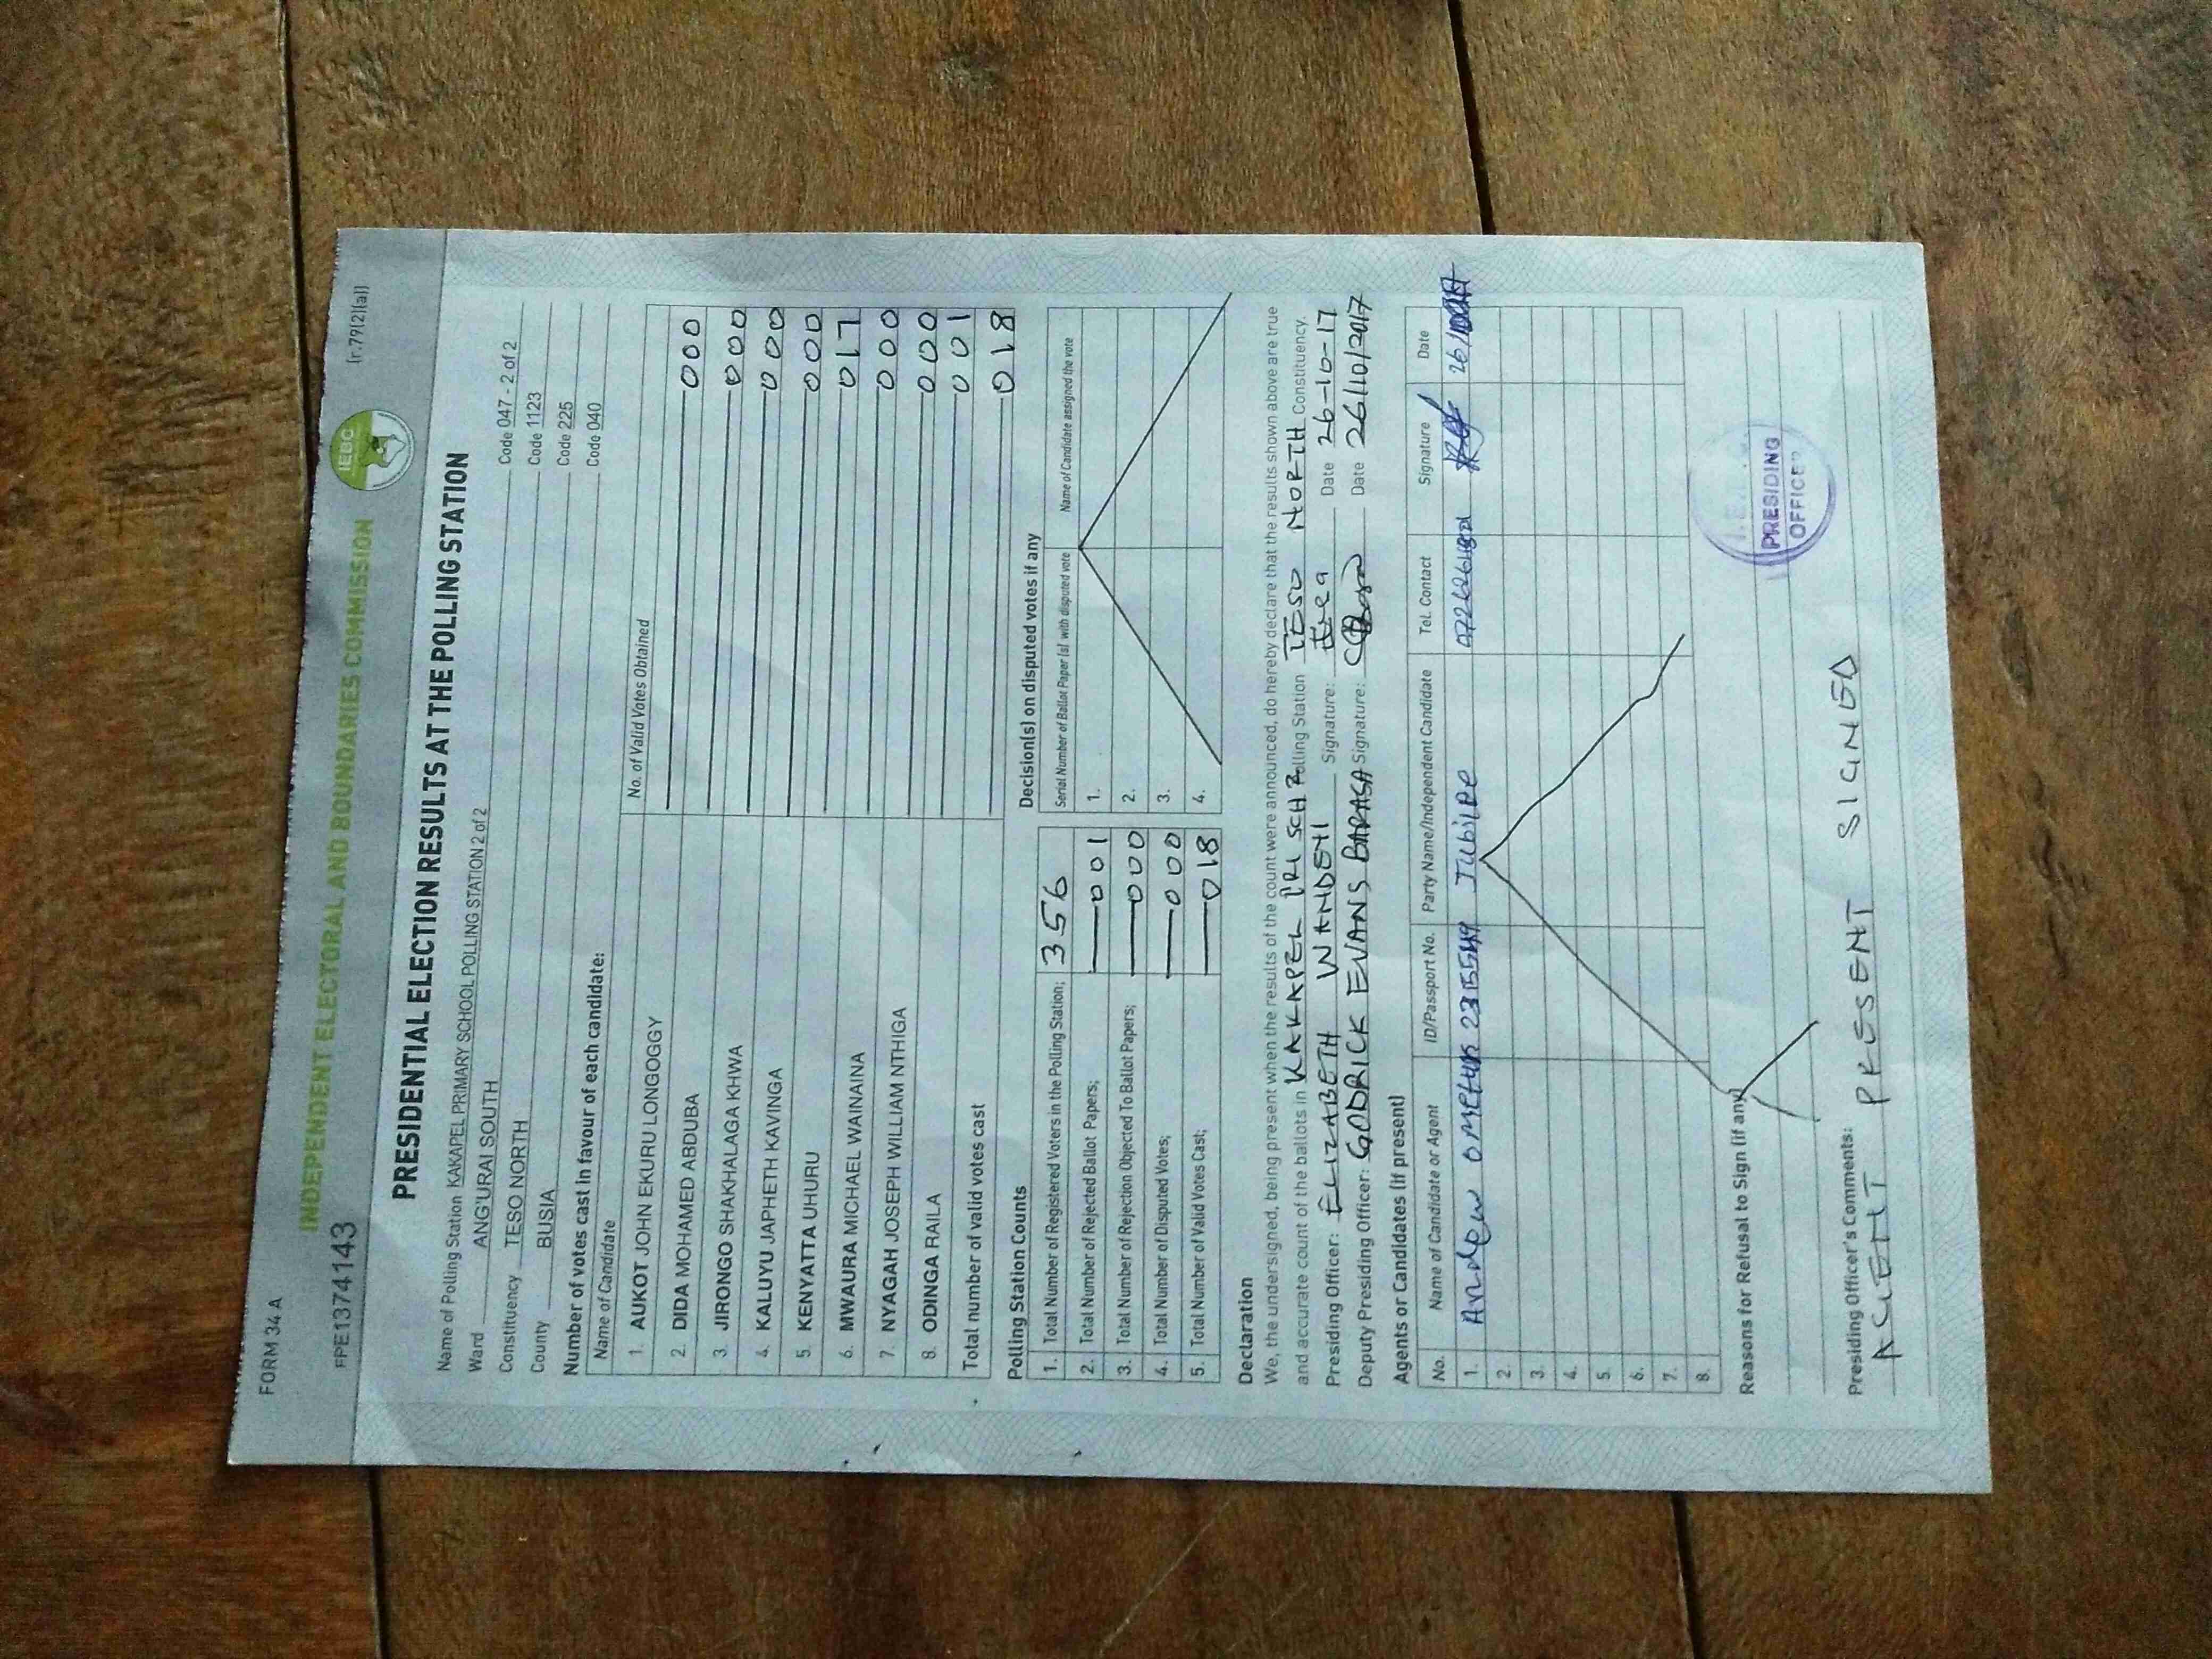 FORM 34 A
INDEPENDENT ELECTORAL AND BOUNDARIES COMMISSION
IEBC
(r.79(2)(a))
FPE1374143
PRESIDENTIAL ELECTION RESULTS AT THE POLLING STATION
Name of Polling Station KAKAPEL PRIMARY SCHOOL POLLING STATION 2 of 2 Code 047 - 2 of 2
Ward ANG'URAI SOUTH Code 1123
Constituency TESO NORTH Code 225
County BUSIA Code 040
Number of votes cast in favour of each candidate:
Name of Candidate No. of Valid Votes Obtained
1. AUKOT JOHN EKURU LONGOGGY 000
2. DIDA MOHAMED ABDUBA 000
3. JIRONGO SHAKHALAGA KHWA 000
4. KALUYU JAPHETH KAVINGA 000
5. KENYATTA UHURU 017
6. MWAURA MICHAEL WAINAINA 000
7. NYAGAH JOSEPH WILLIAM NTHIGA 000
8. ODINGA RAILA 001
Total number of valid votes cast 018
Polling Station Counts
1. Total Number of Registered Voters in the Polling Station; 356
2. Total Number of Rejected Ballot Papers; 001
3. Total Number of Rejection Objected To Ballot Papers; 000
4. Total Number of Disputed Votes; 000
5. Total Number of Valid Votes Cast; 018
Decision(s) on disputed votes if any
Serial Number of Ballot Paper (s) with disputed vote Name of Candidate assigned the vote
1.
2.
3.
4.
Declaration
We, the undersigned, being present when the results of the count were announced, do hereby declare that the results shown above are true
and accurate count of the ballots in KAKAPEL PRI SCH 2 Polling Station TESO NORTH Constituency.
Presiding Officer: ELIZABETH WANDEHI Signature: Date 26-10-17
Deputy Presiding Officer: GODRICK EVANS BARASA Signature: Date 26/10/2017
Agents or Candidates (if present)
No. Name of Candidate or Agent ID/Passport No. Party Name/Independent Candidate Tel. Contact Signature Date
1. Andrew Jubilee
2.
3.
4.
5.
6.
7.
8.
Reasons for Refusal to Sign (if any)
PRESIDING
OFFICER
Presiding Officer's Comments:
AGENT PRESENT SIGNED